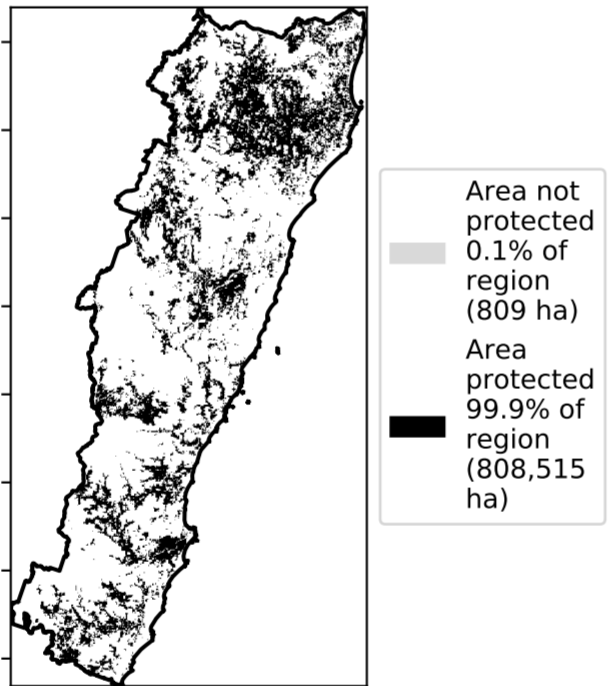 Area not
protected
0.1% of
region
(809 ha)
Area
protected
99.9% of
region
(808,515
ha)